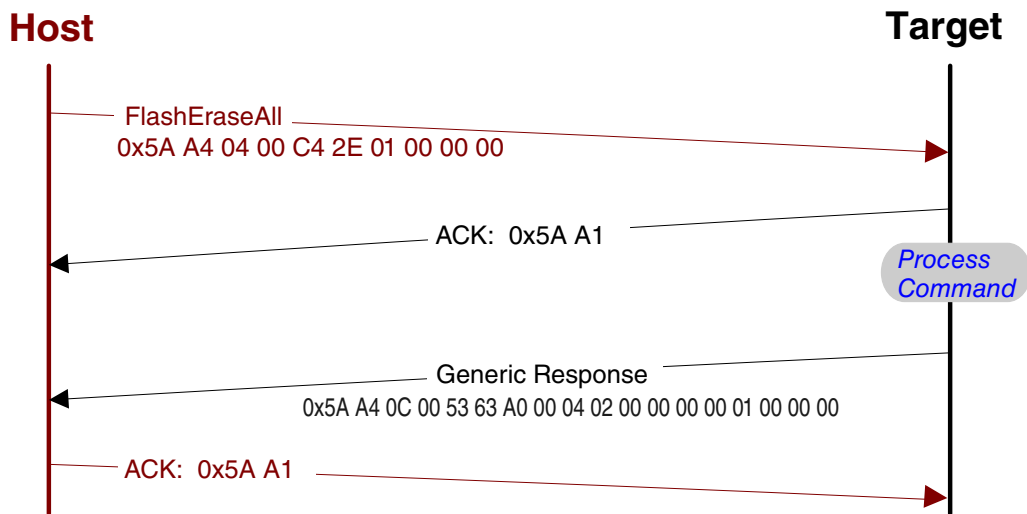 Host
Target
FlashEraseAll
0x5A A4 04 00 C4 2E 01 00 00 00
ACK: 0x5A A1
Process
Command
Generic Response
0x5A A4 0C 00 53 63 A0 00 04 02 00 00 00 00 01 00 00 00
ACK: 0x5A A1